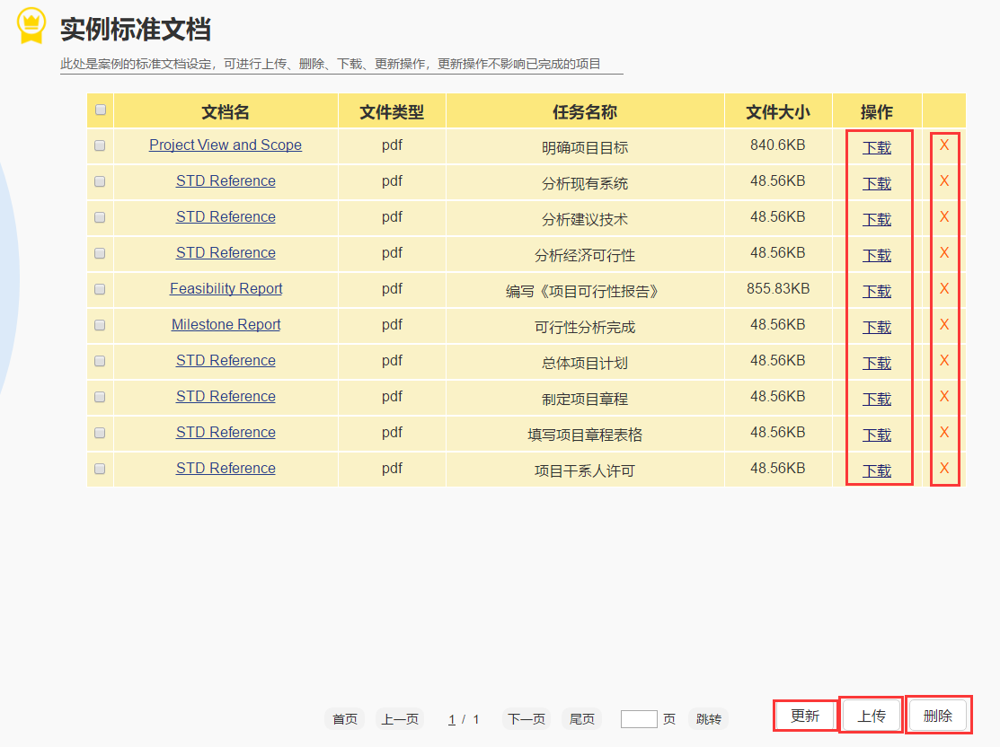 实例标准文档
此处是案例的标准文档设定，可进行上传、删除、下载、更新操作，更新操作不影响已完成的项目
文档名 文件类型 任务名称 文件大小 操作
Project View and Scope pdf 明确项目目标 840.6KB 下载 X
STD Reference pdf 分析现有系统 48.56KB 下载 X
STD Reference pdf 分析建议技术 48.56KB 下载 X
STD Reference pdf 分析经济可行性 48.56KB 下载 X
Feasibility Report pdf 编写《项目可行性报告》 855.83KB 下载 X
Milestone Report pdf 可行性分析完成 48.56KB 下载 X
STD Reference pdf 总体项目计划 48.56KB 下载 X
STD Reference pdf 制定项目章程 48.56KB 下载 X
STD Reference pdf 填写项目章程表格 48.56KB 下载 X
STD Reference pdf 项目干系人许可 48.56KB 下载 X
首页 上一页 1 / 1 下一页 尾页 页 跳转 更新 上传 删除